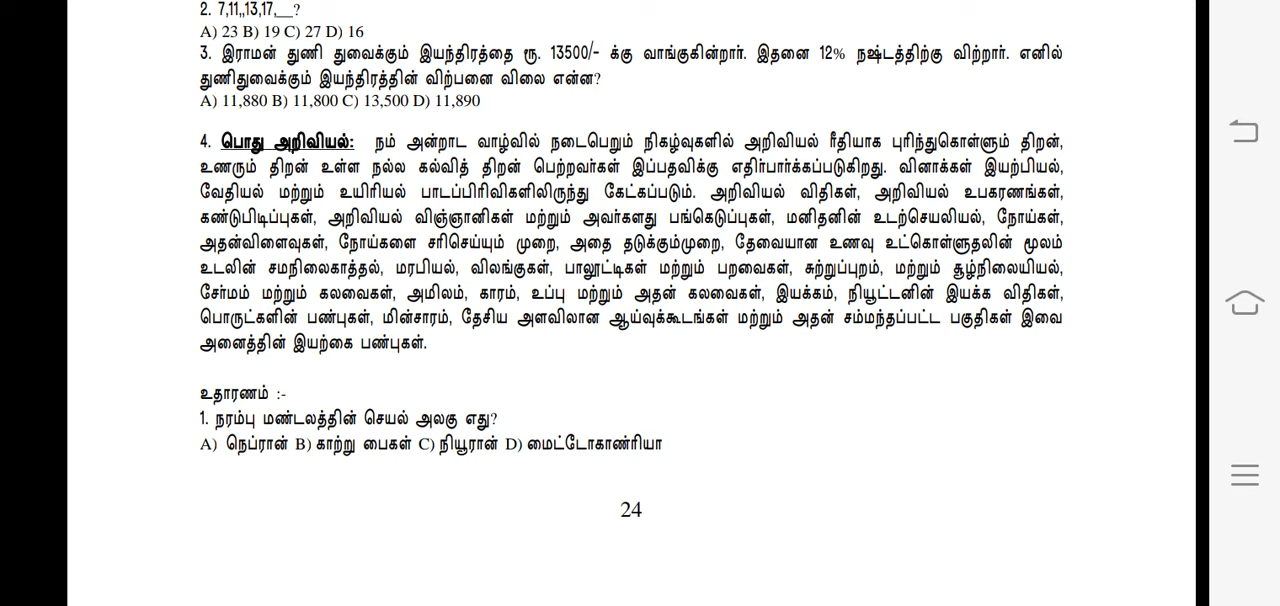 2. 7,11,,13,17,__?
A) 23 B) 19 C) 27 D) 16
3. இராமன் துணி துவைக்கும் இயந்திரத்தை ரூ. 13500/- க்கு வாங்குகின்றார். இதனை 12% நஷ்டத்திற்கு விற்றார். எனில்
துணிதுவைக்கும் இயந்திரத்தின் விற்பனை விலை என்ன?
A) 11,880 B) 11,800 C) 13,500 D) 11,890
4. பொது அறிவியல்: நம் அன்றாட வாழ்வில் நடைபெறும் நிகழ்வுகளில் அறிவியல் ரீதியாக புரிந்துகொள்ளும் திறன்,
உணரும் திறன் உள்ள நல்ல கல்வித் திறன் பெற்றவர்கள் இப்பதவிக்கு எதிர்பார்க்கப்படுகிறது. வினாக்கள் இயற்பியல்,
வேதியல் மற்றும் உயிரியல் பாடப்பிரிவிகளிலிருந்து கேட்கப்படும். அறிவியல் விதிகள், அறிவியல் உபகரணங்கள்,
கண்டுபிடிப்புகள், அறிவியல் விஞ்ஞானிகள் மற்றும் அவர்களது பங்கெடுப்புகள், மனிதனின் உடற்செயலியல், நோய்கள்,
அதன்விளைவுகள், நோய்களை சரிசெய்யும் முறை, அதை தடுக்கும்முறை, தேவையான உணவு உட்கொள்ளுதலின் மூலம்
உடலின் சமநிலைகாத்தல், மரபியல், விலங்குகள், பாலூட்டிகள் மற்றும் பறவைகள், சுற்றுப்புறம், மற்றும் சூழ்நிலையியல்,
சேர்மம் மற்றும் கலவைகள், அமிலம், காரம், உப்பு மற்றும் அதன் கலவைகள், இயக்கம், நியூட்டனின் இயக்க விதிகள்,
பொருட்களின் பண்புகள், மின்சாரம், தேசிய அளவிலான ஆய்வுக்கூடங்கள் மற்றும் அதன் சம்மந்தப்பட்ட பகுதிகள் இவை
அனைத்தின் இயற்கை பண்புகள்.
உதாரணம் :-
1. நரம்பு மண்டலத்தின் செயல் அலகு எது?
A) நெப்ரான் B) காற்று பைகள் C) நியூரான் D) மைட்டோகாண்ரியா
24